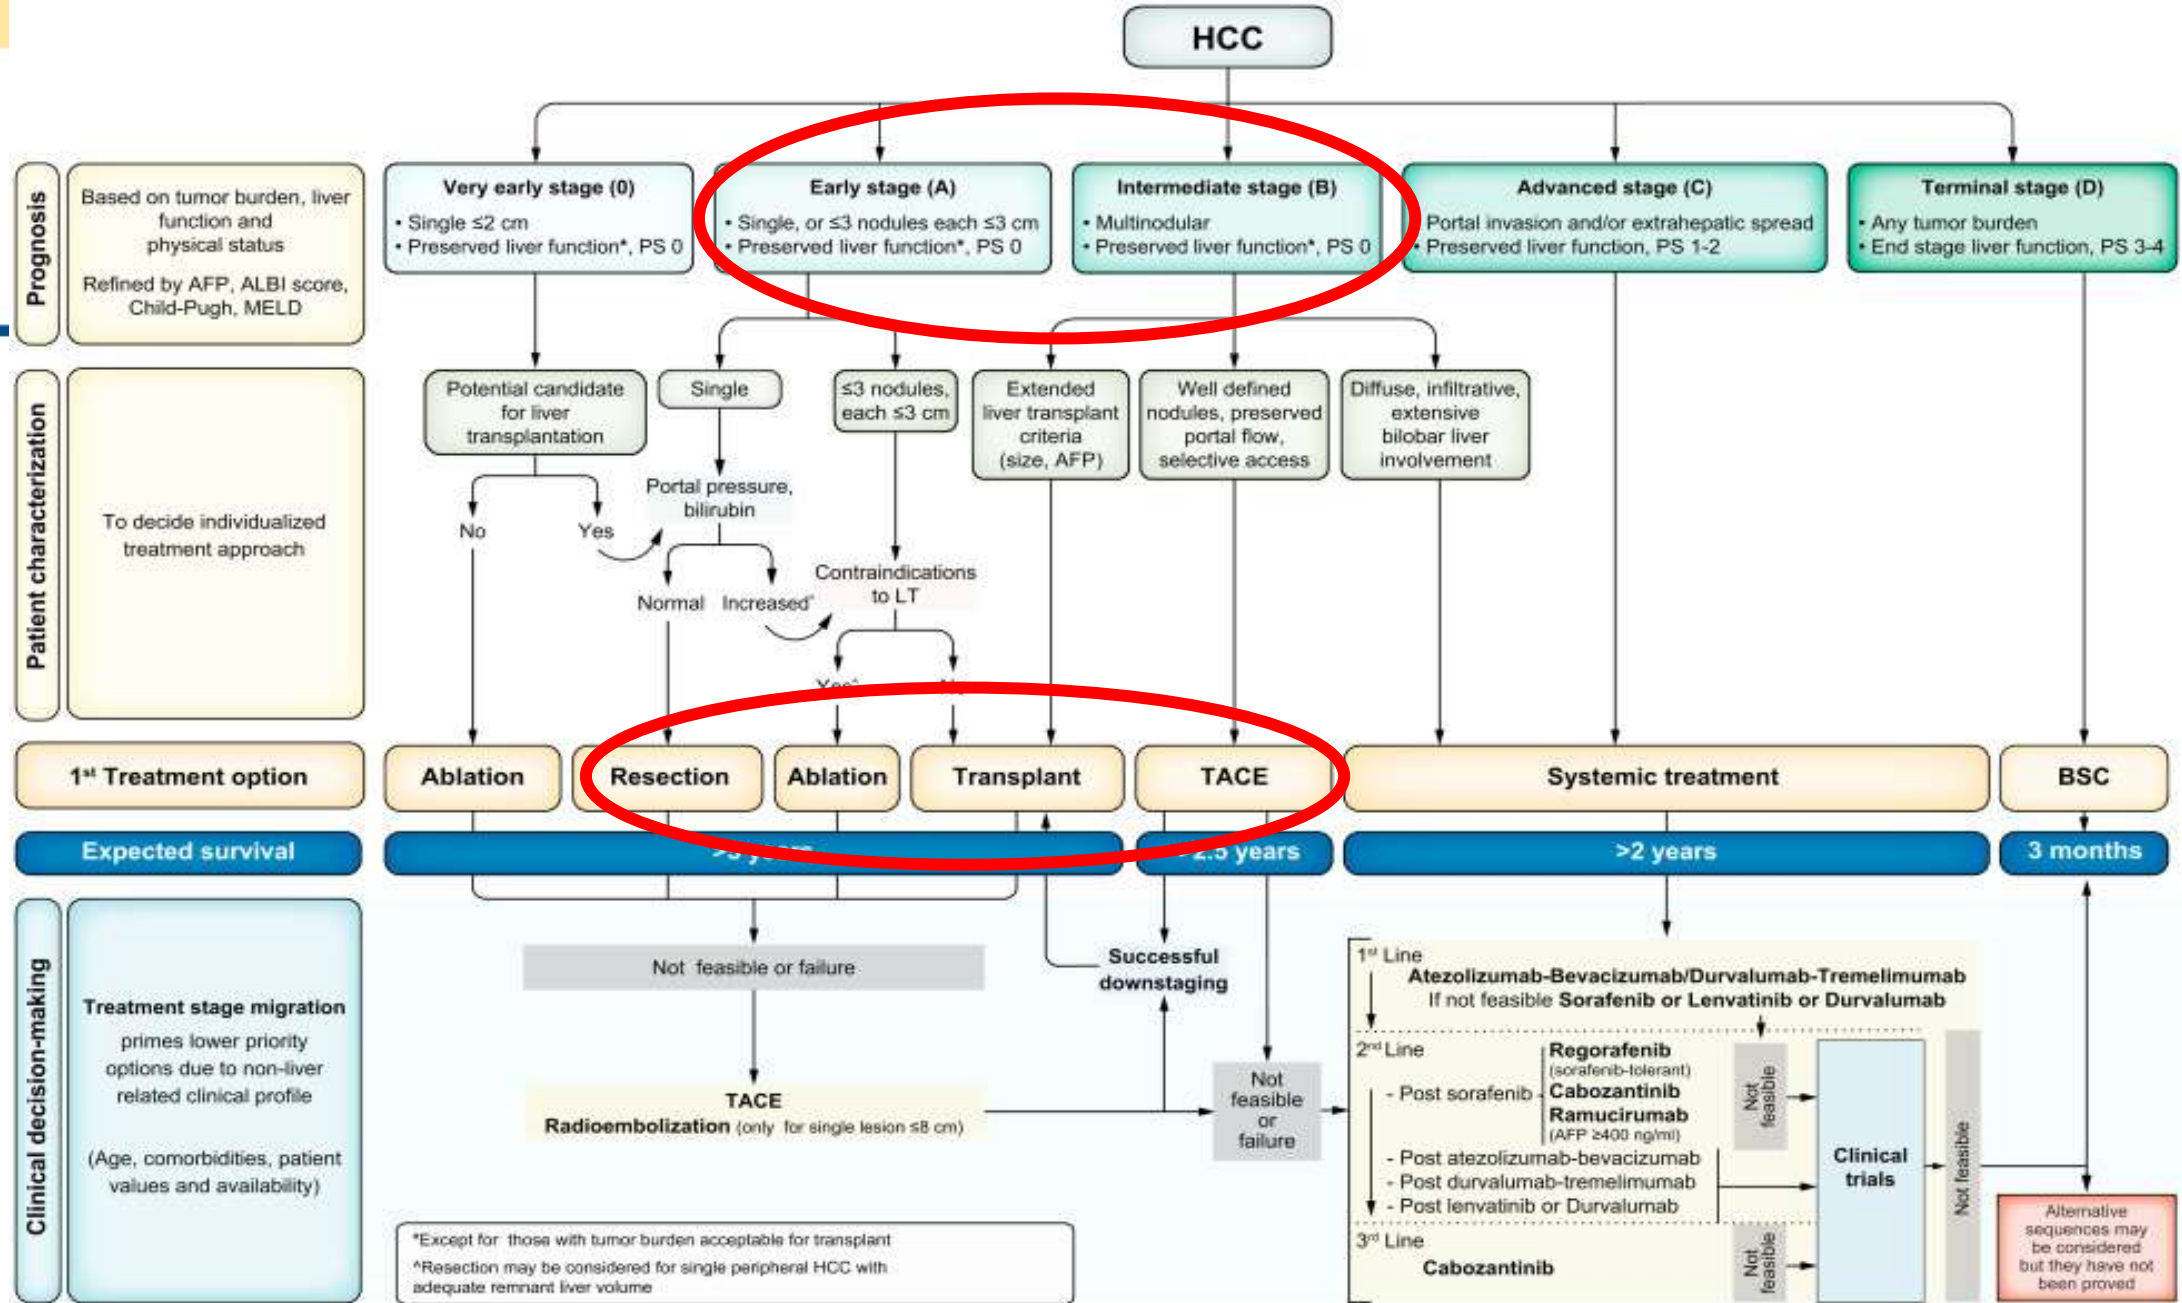 HCC
Prognosis
Based on tumor burden, liver
function and
physical status
Refined by AFP, ALBI score,
Child-Pugh, MELD
Very early stage (0)
• Single ≤2 cm
• Preserved liver function*, PS 0
Early stage (A)
• Single, or ≤3 nodules each ≤3 cm
• Preserved liver function*, PS 0
Intermediate stage (B)
• Multinodular
• Preserved liver function*, PS 0
Advanced stage (C)
Portal invasion and/or extrahepatic spread
• Preserved liver function, PS 1-2
Terminal stage (D)
• Any tumor burden
• End stage liver function, PS 3-4
Patient characterization
To decide individualized
treatment approach
Potential candidate
for liver
transplantation
No
Yes
Single
Portal pressure,
bilirubin
Normal
Increased^
≤3 nodules,
each ≤3 cm
Contraindications
to LT
Extended
liver transplant
criteria
(size, AFP)
Well defined
nodules, preserved
portal flow,
selective access
Diffuse, infiltrative,
extensive
bilobar liver
involvement
1st Treatment option
Ablation
Resection
Ablation
Transplant
TACE
Systemic treatment
BSC
Expected survival
years
years
>2 years
3 months
Clinical decision-making
Treatment stage migration
primes lower priority
options due to non-liver
related clinical profile
(Age, comorbidities, patient
values and availability)
Not feasible or failure
TACE
Radioembolization (only for single lesion ≤8 cm)
Successful
downstaging
Not
feasible
or
failure
1st Line
Atezolizumab-Bevacizumab/Durvalumab-Tremelimumab
If not feasible Sorafenib or Lenvatinib or Durvalumab
2nd Line
- Post sorafenib
Regorafenib
(sorafenib-tolerant)
Cabozantinib
Ramucirumab
(AFP ≥400 ng/ml)
- Post atezolizumab-bevacizumab
- Post durvalumab-tremelimumab
- Post lenvatinib or Durvalumab
Not
feasible
3rd Line
Cabozantinib
Not
feasible
Clinical
trials
Not feasible
Alternative
sequences may
be considered
but they have not
been proved
*Except for those with tumor burden acceptable for transplant
^Resection may be considered for single peripheral HCC with
adequate remnant liver volume